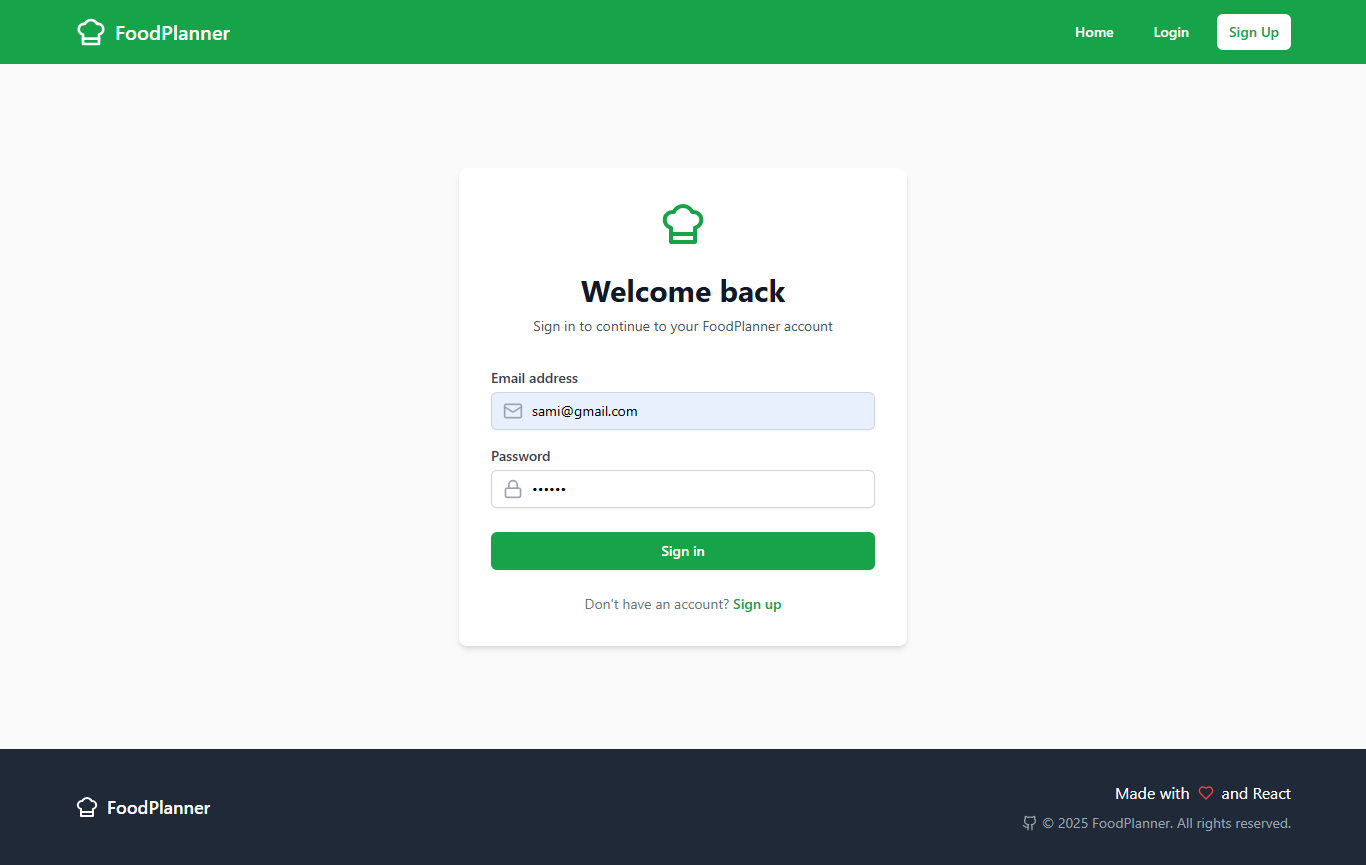 FoodPlanner
Home
Login
Sign Up
Welcome back
Sign in to continue to your FoodPlanner account
Email address
sami@gmail.com
Password
••••••
Sign in
Don't have an account? Sign up
FoodPlanner
Made with and React
© 2025 FoodPlanner. All rights reserved.